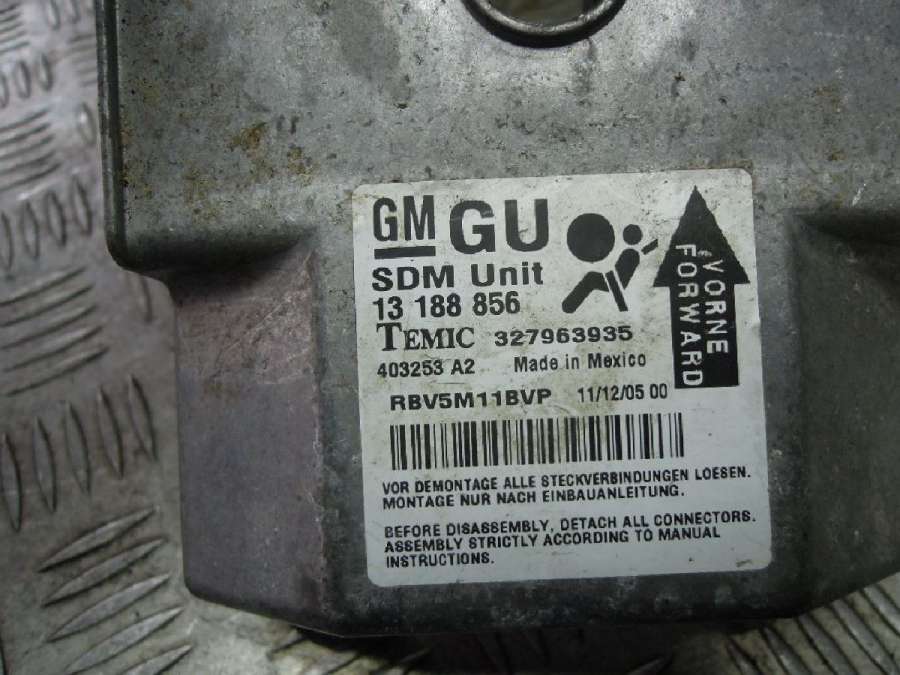 GM GU
SDM Unit
13 188 856
TEMIC 327963935
403253 A2 Made in Mexico
RBV5M11BVP 11/12/05 00
VORNE
FORWARD
VOR DEMONTAGE ALLE STECKVERBINDUNGEN LOESEN.
MONTAGE NUR NACH EINBAUANLEITUNG.
BEFORE DISASSEMBLY, DETACH ALL CONNECTORS.
ASSEMBLY STRICTLY ACCORDING TO MANUAL
INSTRUCTIONS.